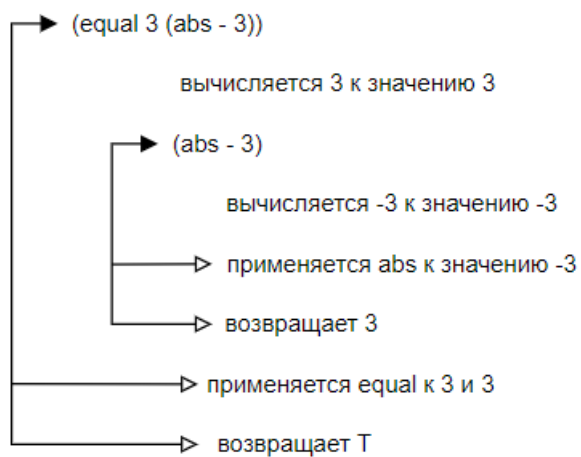 (equal 3 (abs - 3))
вычисляется 3 к значению 3
(abs - 3)
вычисляется -3 к значению -3
применяется abs к значению -3
возвращает 3
применяется equal к 3 и 3
возвращает T